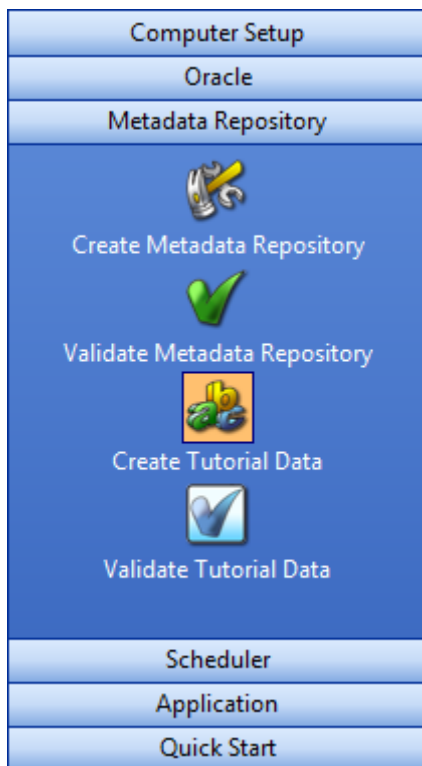 Computer Setup
Oracle
Metadata Repository
Create Metadata Repository
Validate Metadata Repository
abc
Create Tutorial Data
Validate Tutorial Data
Scheduler
Application
Quick Start